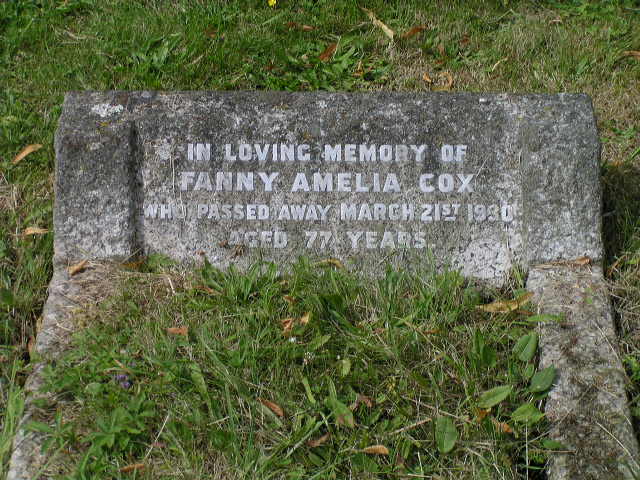 IN LOVING MEMORY OF
FANNY AMELIA COX
WHO PASSED AWAY MARCH 21ST 1930
AGED 77 YEARS.